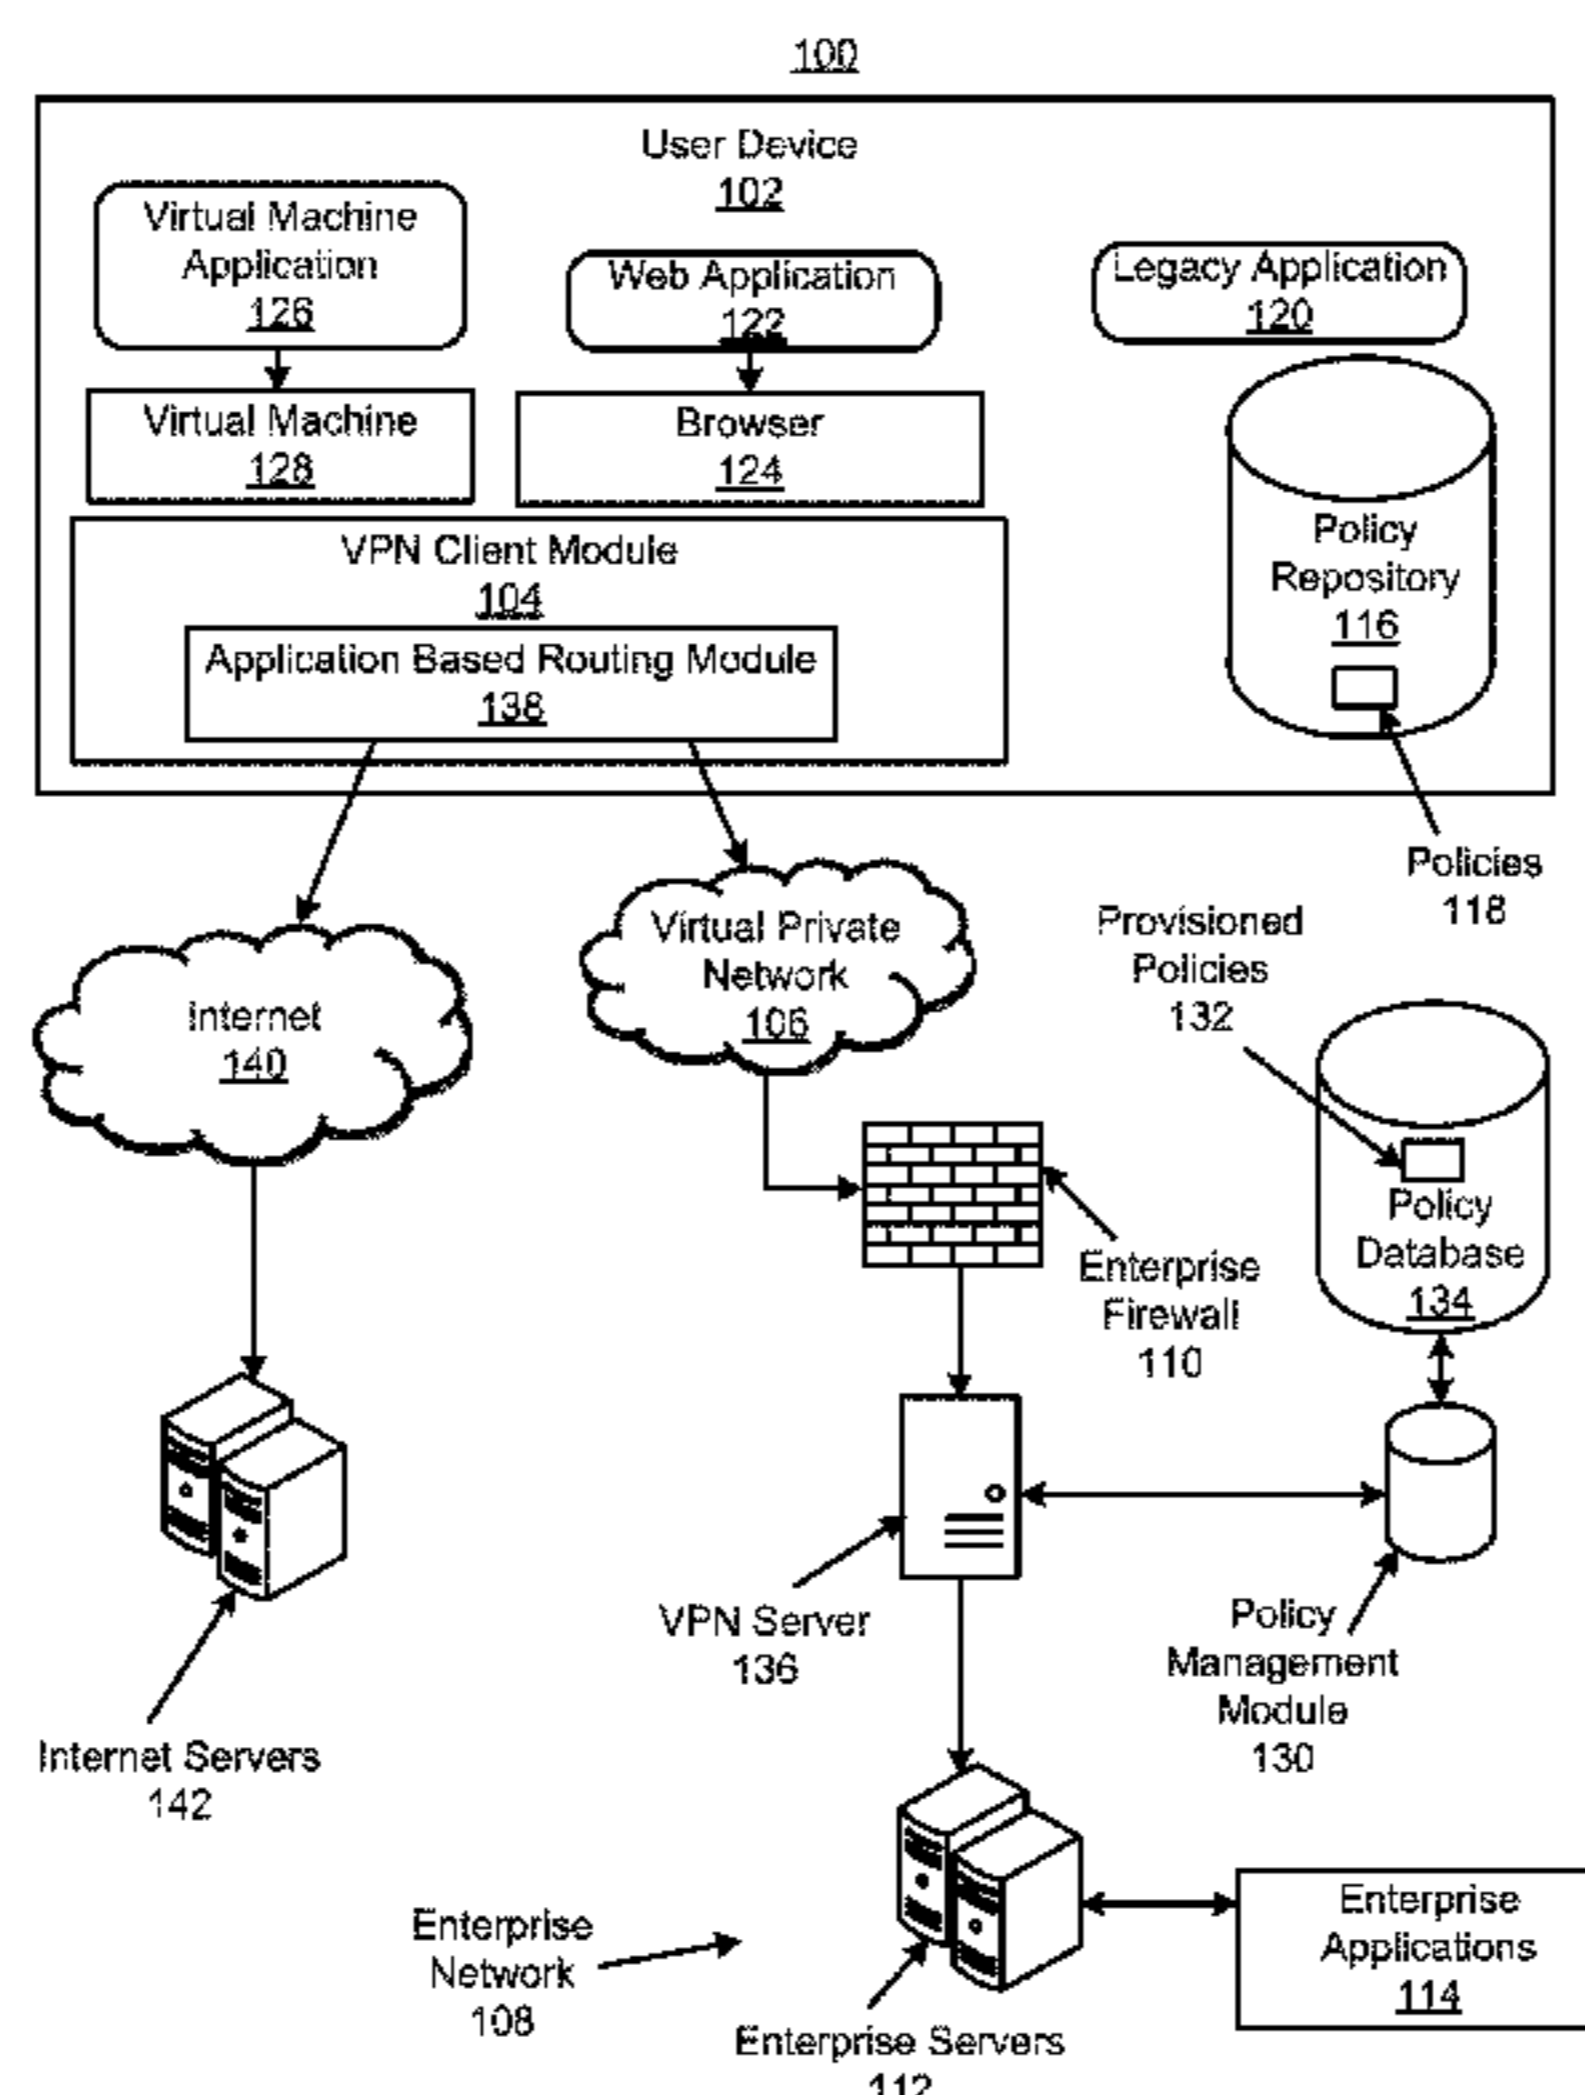 100
User Device
102
Virtual Machine
Application
126
Web Application
122
Legacy Application
120
Virtual Machine
128
Browser
124
Policy
Repository
116
VPN Client Module
104
Application Based Routing Module
138
Policies
118
Virtual Private
Network
106
Provisioned
Policies
132
Internet
140
Policy
Database
134
Enterprise
Firewall
110
VPN Server
136
Policy
Management
Module
130
Internet Servers
142
Enterprise
Applications
114
Enterprise
Network
108
Enterprise Servers
112